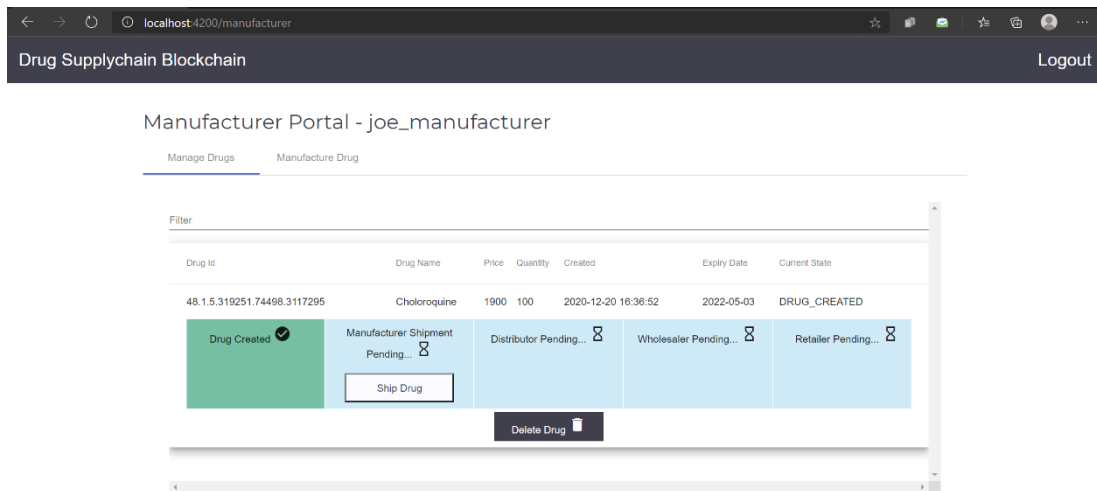 localhost:4200/manufacturer
Drug Supplychain Blockchain Logout
Manufacturer Portal - joe_manufacturer
Manage Drugs Manufacture Drug
Filter
Drug Id Drug Name Price Quantity Created Expiry Date Current State
48.1.5.319251.74498.3117295 Choloroquine 1900 100 2020-12-20 16:36:52 2022-05-03 DRUG_CREATED
Drug Created Manufacturer Shipment Pending... Distributor Pending... Wholesaler Pending... Retailer Pending...
Ship Drug
Delete Drug